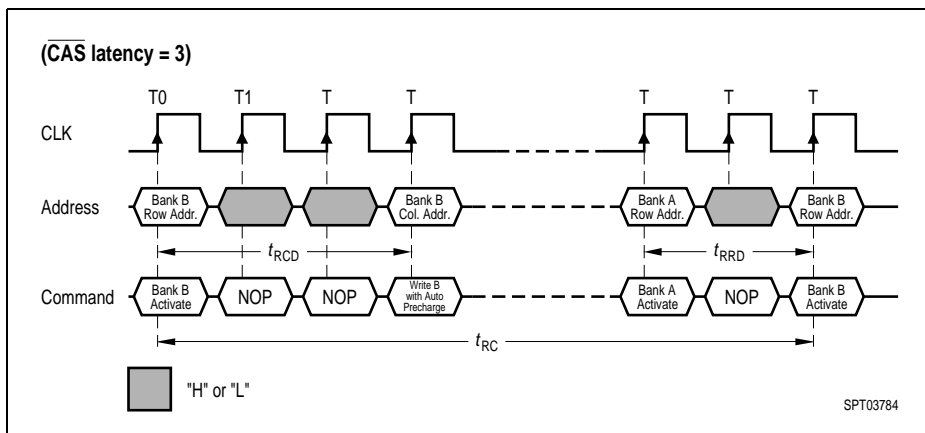 (CAS latency = 3)
T0 T1 T T T T T
CLK
Address
Bank B
Row Addr.
Bank B
Col. Addr.
Bank A
Row Addr.
Bank B
Row Addr.
tRCD
tRRD
Command
Bank B
Activate
NOP
NOP
Write B
with Auto
Precharge
Bank A
Activate
NOP
Bank B
Activate
tRC
"H" or "L"
SPT03784